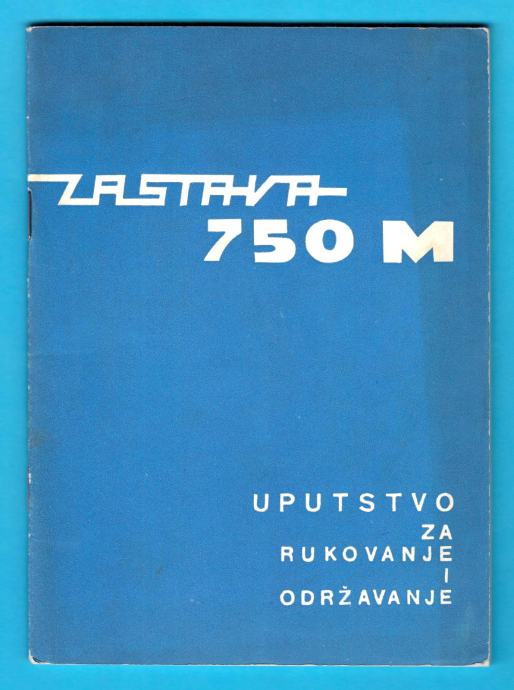 ZASTAVA
750 M
UPUTSTVO
ZA
RUKOVANJE
I
ODRŽAVANJE